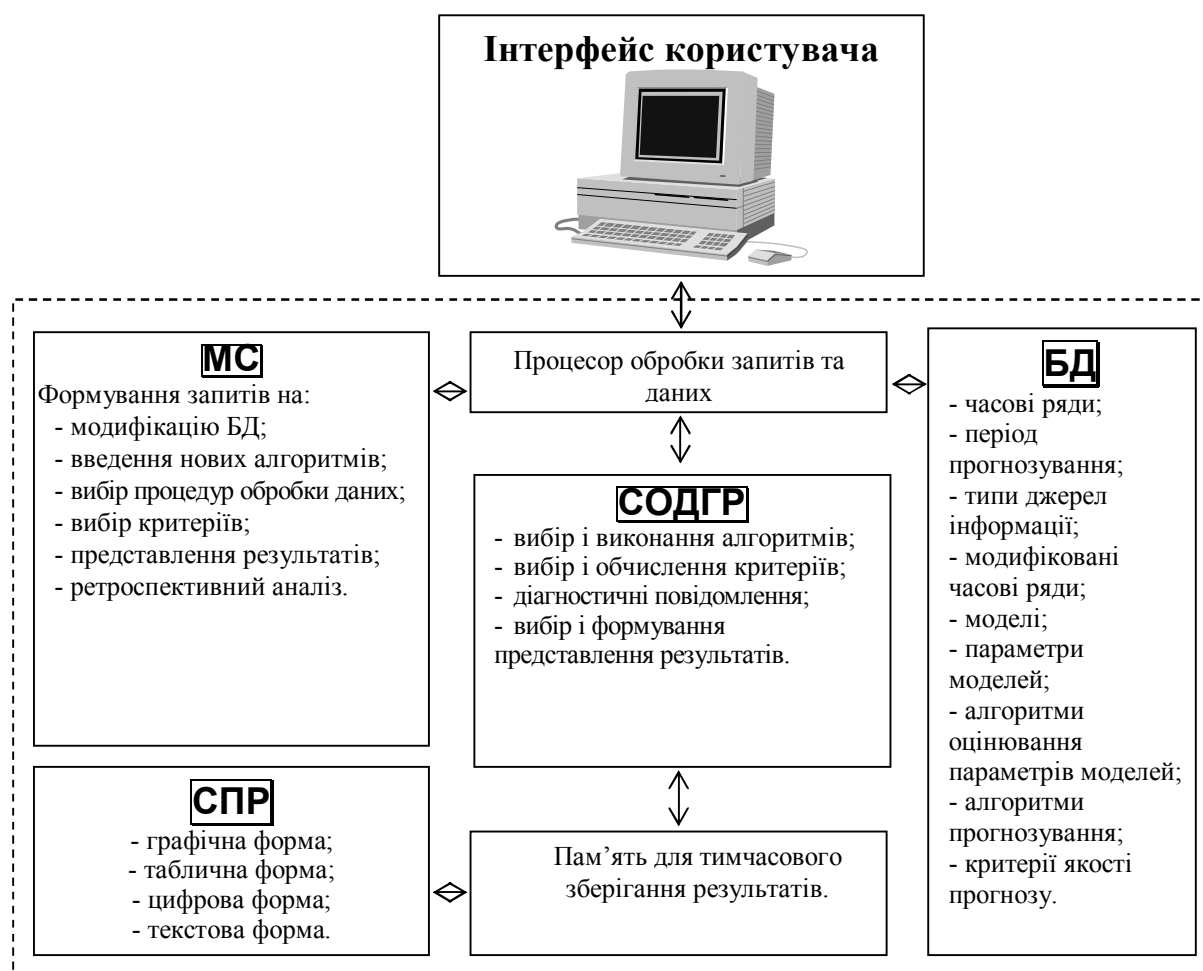 Інтерфейс користувача
МС
Формування запитів на:
- модифікацію БД;
- введення нових алгоритмів;
- вибір процедур обробки даних;
- вибір критеріїв;
- представлення результатів;
- ретроспективний аналіз.
Процесор обробки запитів та
даних
БД
- часові ряди;
- період
прогнозування;
- типи джерел
інформації;
- модифіковані
часові ряди;
- моделі;
- параметри
моделей;
- алгоритми
оцінювання
параметрів моделей;
- алгоритми
прогнозування;
- критерії якості
прогнозу.
СОДГР
- вибір і виконання алгоритмів;
- вибір і обчислення критеріїв;
- діагностичні повідомлення;
- вибір і формування
представлення результатів.
СПР
- графічна форма;
- таблична форма;
- цифрова форма;
- текстова форма.
Пам’ять для тимчасового
зберігання результатів.